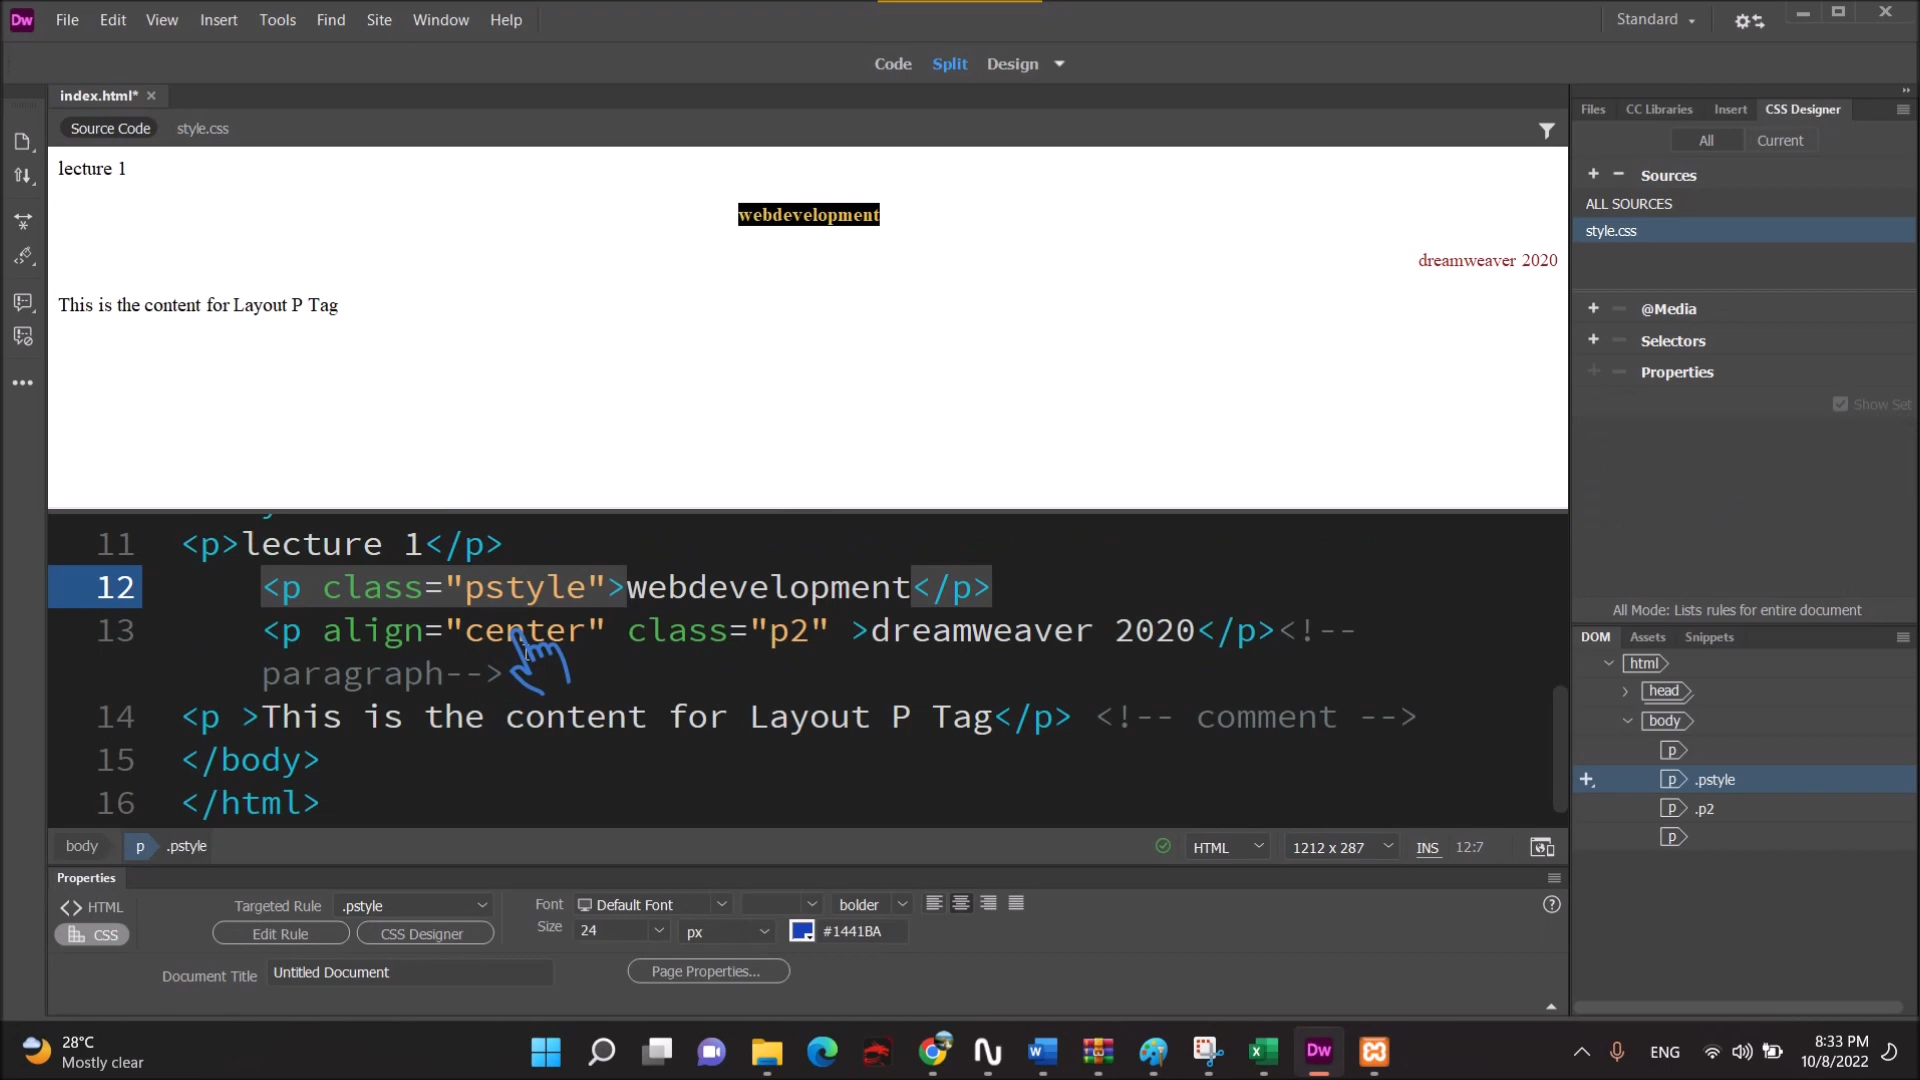 Dw File Edit View Insert Tools Find Site Window Help Standard
Code Split Design
index.html*
Source Code style.css
lecture 1
webdevelopment
dreamweaver 2020
This is the content for Layout P Tag
11 <p>lecture 1</p>
12 <p class="pstyle">webdevelopment</p>
13 <p align="center" class="p2" >dreamweaver 2020</p><!--
paragraph-->
14 <p >This is the content for Layout P Tag</p> <!-- comment -->
15 </body>
16 </html>
body p .pstyle HTML 1212 x 287 INS 12:7
Properties
<> HTML Targeted Rule .pstyle Font Default Font bolder
CSS Edit Rule CSS Designer Size 24 px #1441BA
Document Title Untitled Document Page Properties...
Files CC Libraries Insert CSS Designer
All Current
+ - Sources
ALL SOURCES
style.css
+ - @Media
+ - Selectors
+ - Properties
Show Set
All Mode: Lists rules for entire document
DOM Assets Snippets
html
head
body
p
p .pstyle
p .p2
p
28°C
Mostly clear
W Dw ENG
8:33 PM
10/8/2022